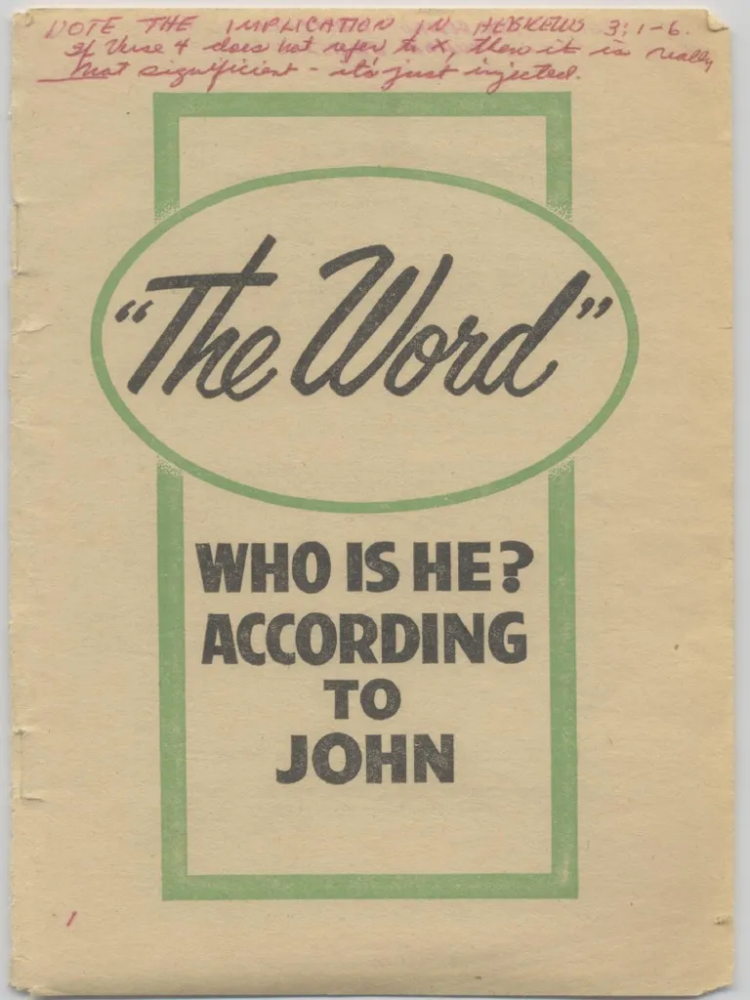 NOTE THE IMPLICATION IN HEBREWS 3:1-6.
If Verse 4 does not refer to X, then it is really
not significient - it's just injected.
"The Word"
WHO IS HE?
ACCORDING
TO
JOHN
1